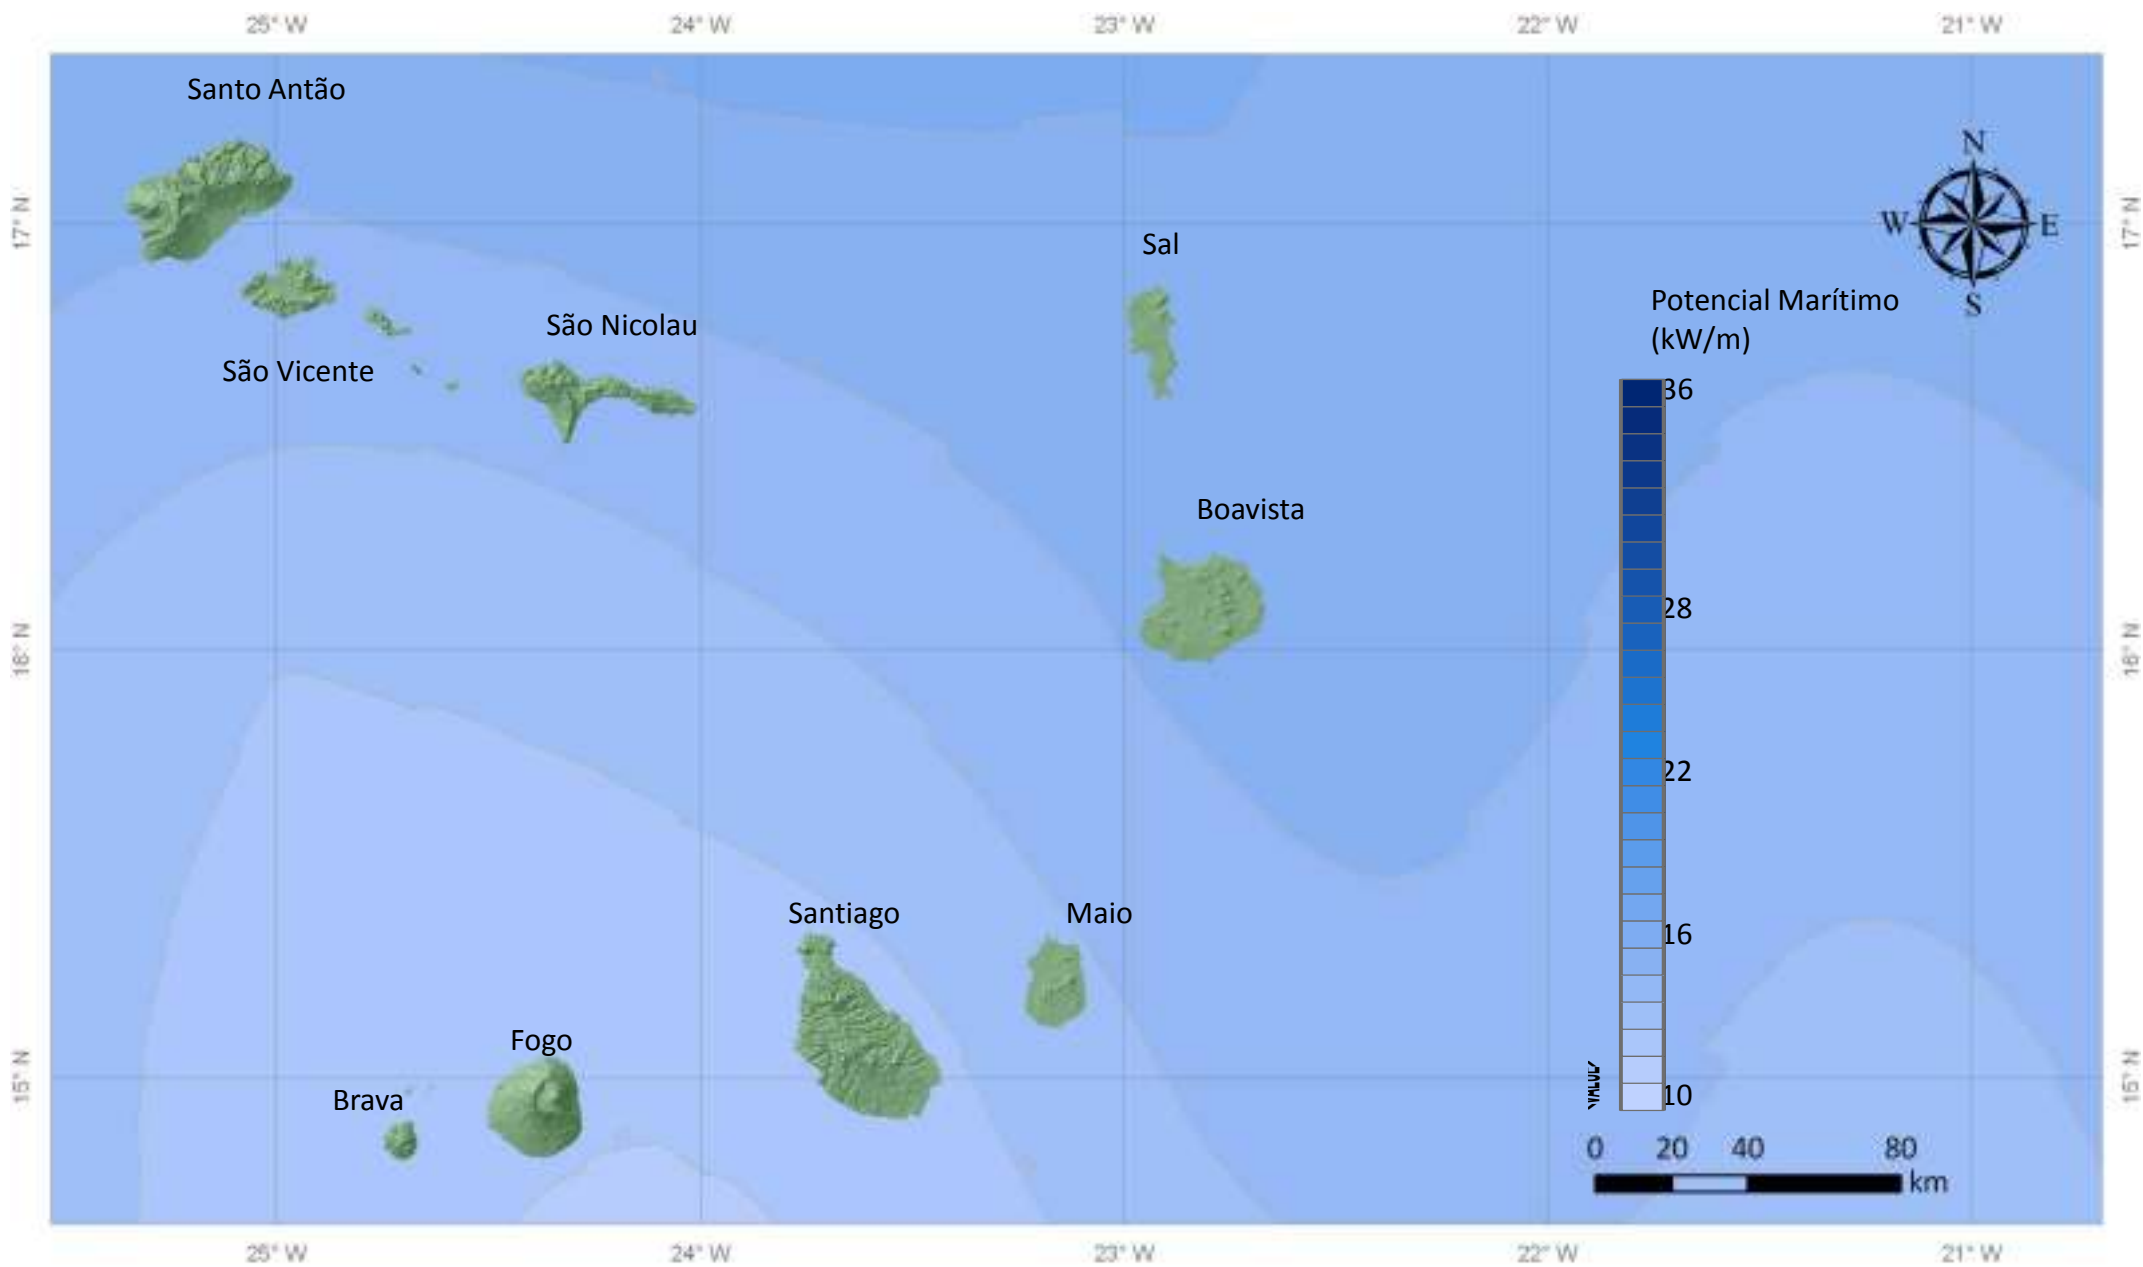 25° W 24° W 23° W 22° W 21° W
Santo Antão
N
W E
S
17° N 17° N
Sal
Potencial Marítimo
(kW/m)
São Nicolau
São Vicente
36
Boavista
28
16° N 16° N
22
Santiago Maio
16
Fogo
15° N 15° N
Brava
10
0 20 40 80
km
25° W 24° W 23° W 22° W 21° W